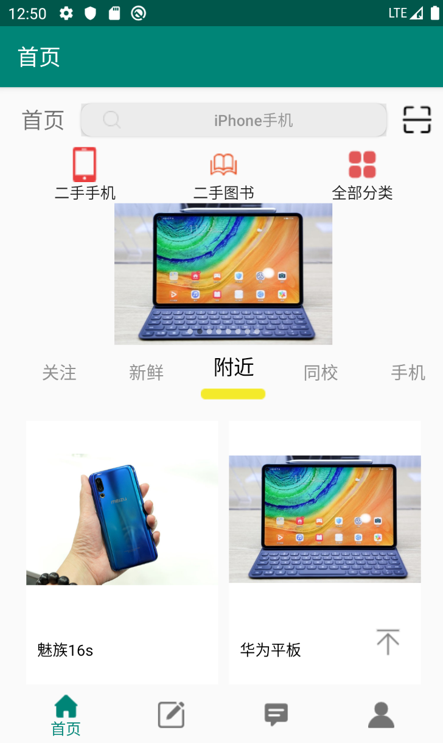 12:50
LTE
首页
首页
iPhone手机
二手手机
二手图书
全部分类
关注
新鲜
附近
同校
手机
魅族16s
华为平板
首页